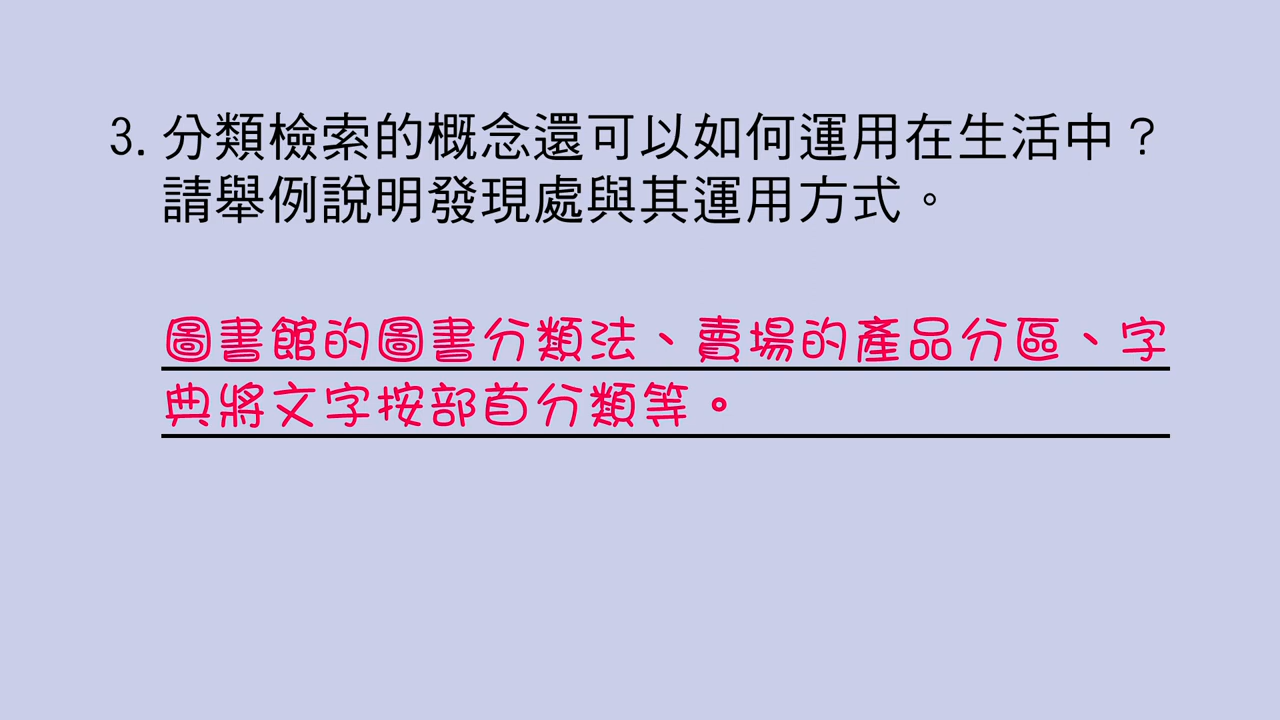 3.分類檢索的概念還可以如何運用在生活中？
請舉例說明發現處與其運用方式。
圖書館的圖書分類法、賣場的產品分區、字
典將文字按部首分類等。